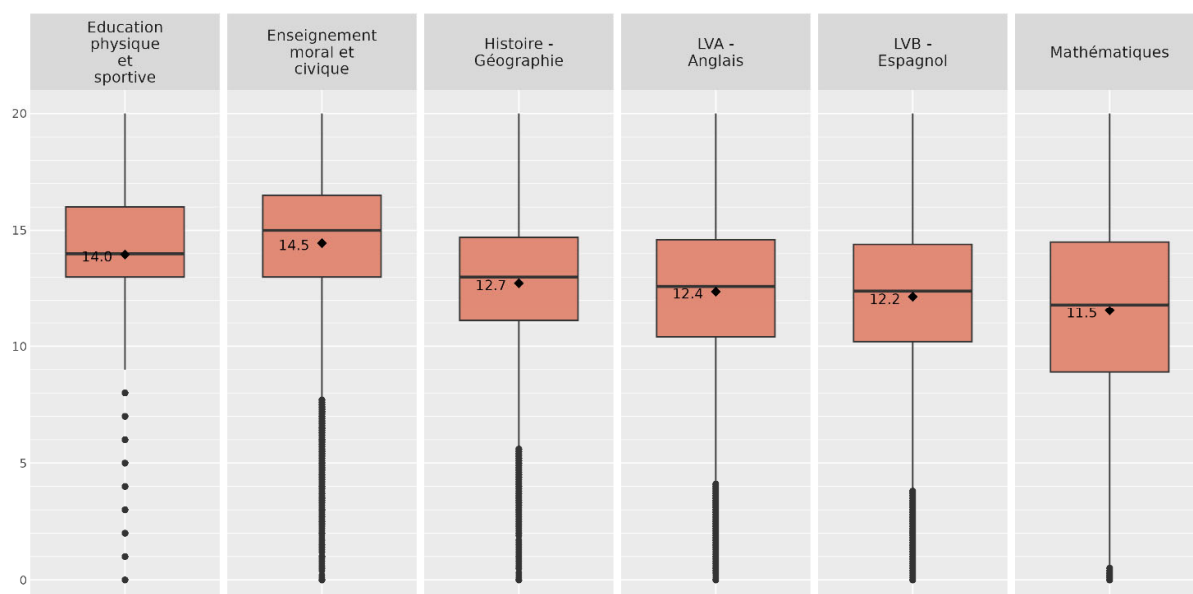 Education
physique
et
sportive
Enseignement
moral et
civique
Histoire -
Géographie
LVA -
Anglais
LVB -
Espagnol
Mathématiques
20
15
10
5
0
14.0
14.5
12.7
12.4
12.2
11.5